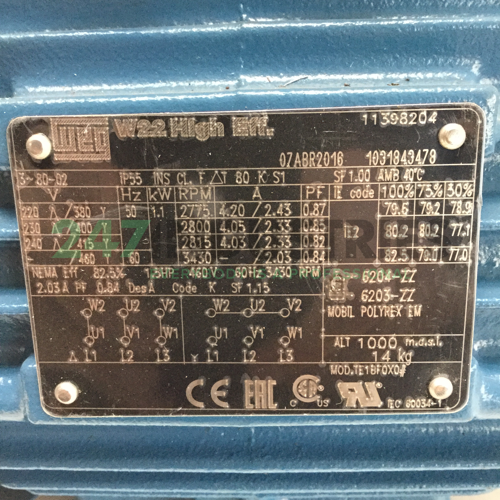 WEG W22 High Eff. 11398204
07ABR2016 1031843478
3~ 80-02 IP55 INS CL. F ΔT 80 K S1 SF 1.00 AMB 40°C
V Hz kW RPM A PF IE code 100% 75% 50%
220 Δ / 380 Y 50 1.1 2775 4.20 / 2.43 0.87 79.6 79.2 78.9
230 Δ / 400 Y 2800 4.05 / 2.33 0.85 IE2 80.2 80.2 77.1
240 Δ / 415 Y 2815 4.03 / 2.33
- / 460 60 3430 - / 2.03 0.84 82.5 79.0 77.0
NEMA Eff 82.5% 1.5HP 460V 60Hz 3430 RPM
2.03 A PF 0.84 Des A Code K SF 1.15
6204-ZZ
6203-ZZ
MOBIL POLYREX EM
W2 U2 V2 W2 U2 V2
U1 V1 W1 U1 V1 W1
Δ L1 L2 L3 L1 L2 L3
ALT 1000 m.a.s.l.
14 kg
MOD.TE1BF0X0$
CE EAC C US
IEC 60034-1